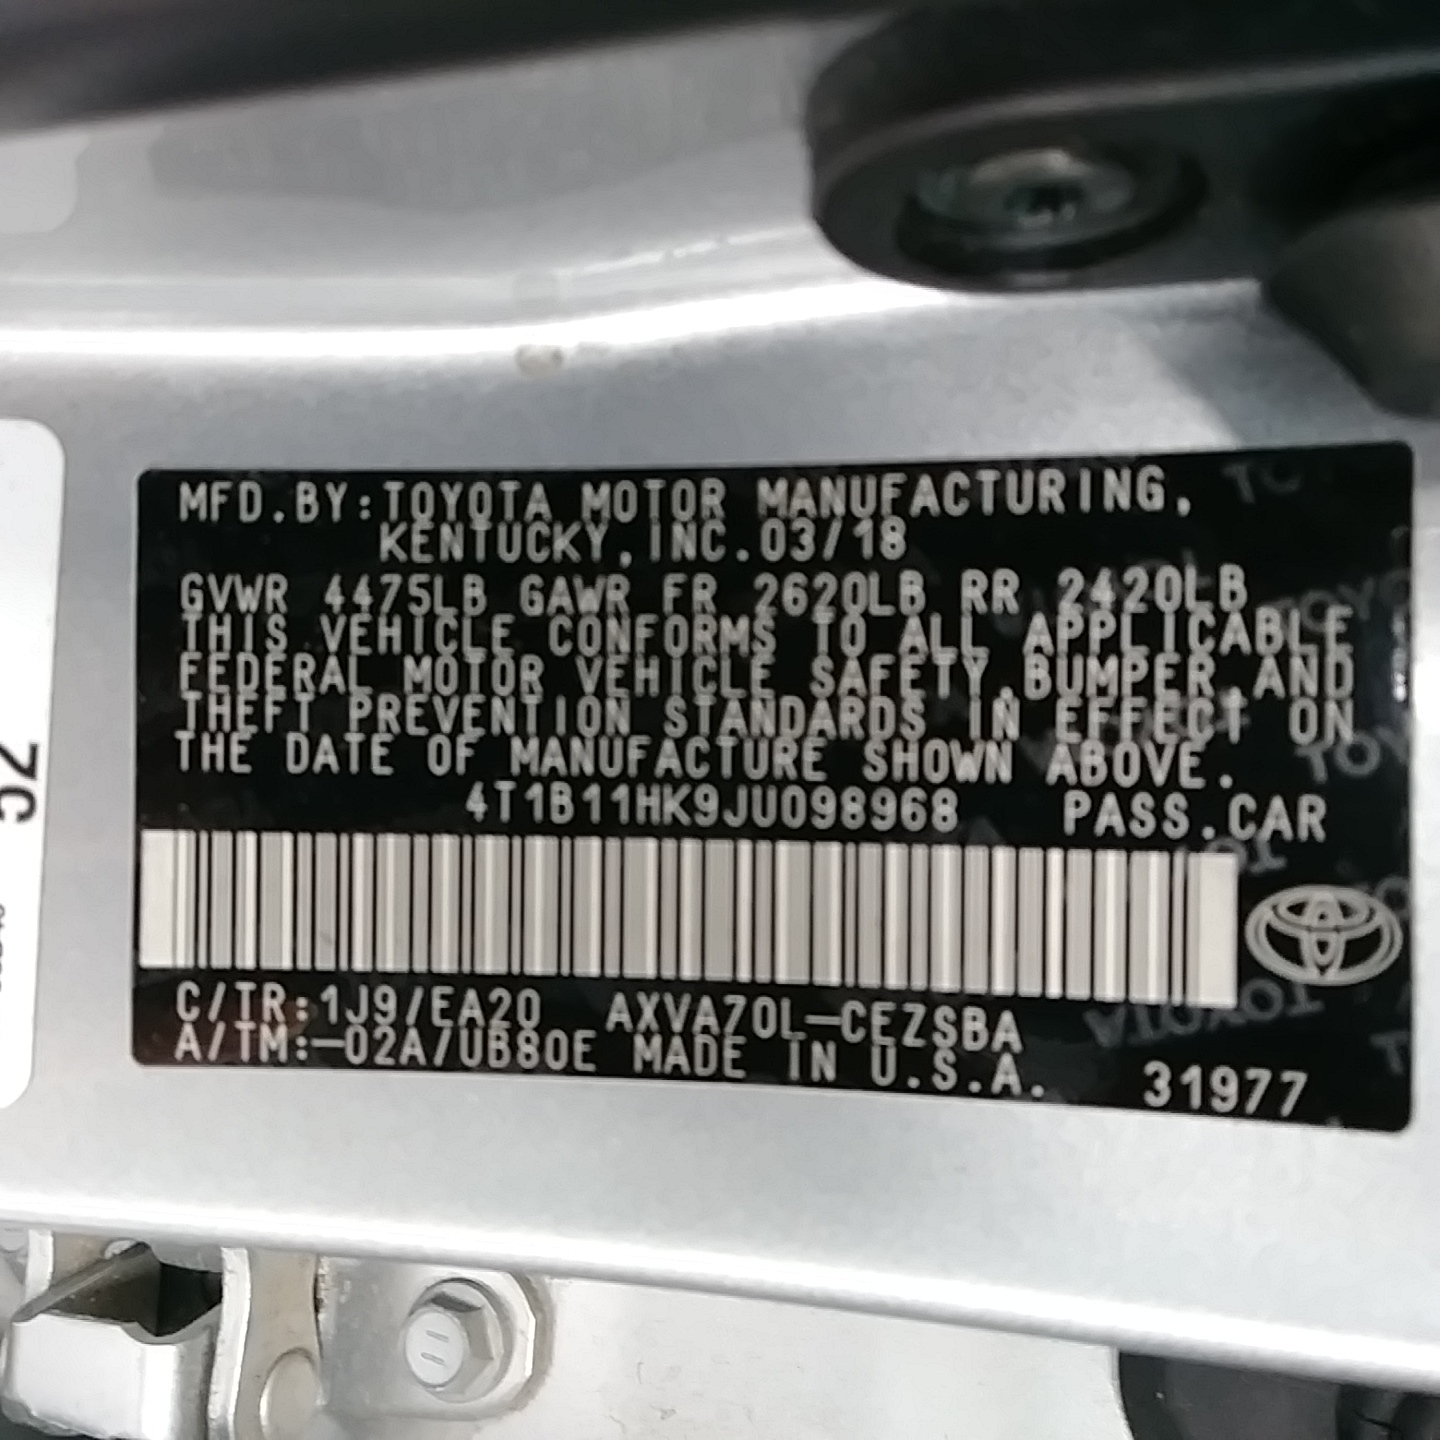 MFD.BY:TOYOTA MOTOR MANUFACTURING,
KENTUCKY,INC.03/18
GVWR 4475LB GAWR FR 2620LB RR 2420LB
THIS VEHICLE CONFORMS TO ALL APPLICABLE
FEDERAL MOTOR VEHICLE SAFETY,BUMPER,AND
THEFT PREVENTION STANDARDS IN EFFECT ON
THE DATE OF MANUFACTURE SHOWN ABOVE.
4T1B11HK9JU098968 PASS.CAR
C/TR:1J9/EA20 AXVA70L-CEZSBA
A/TM:-02A/UB80E MADE IN U.S.A. 31977
52